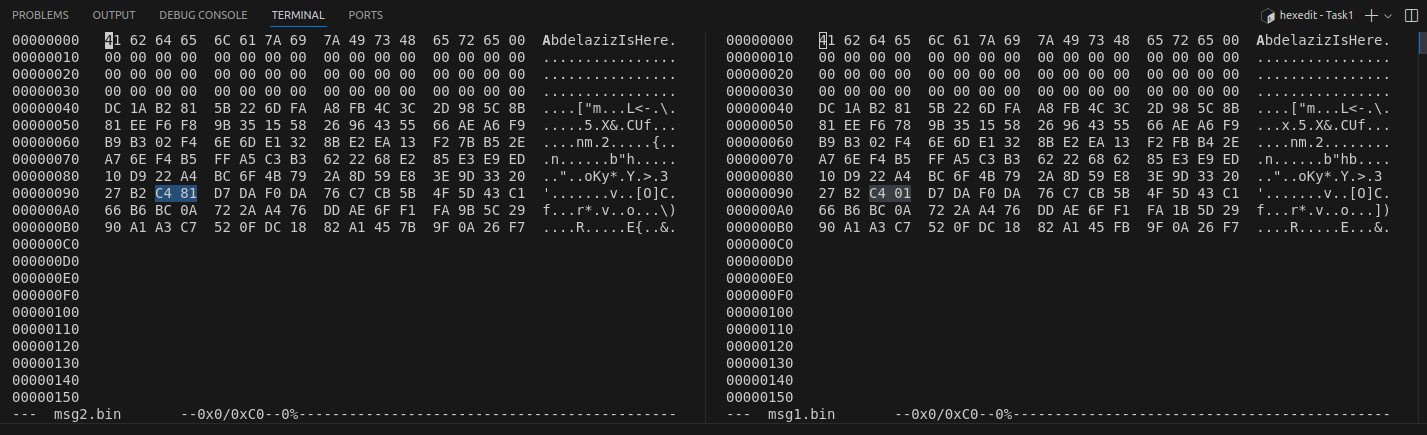 PROBLEMS OUTPUT DEBUG CONSOLE TERMINAL PORTS hexedit - Task1
00000000 41 62 64 65 6C 61 7A 69 7A 49 73 48 65 72 65 00 AbdelazizIsHere.
00000010 00 00 00 00 00 00 00 00 00 00 00 00 00 00 00 00 ................
00000020 00 00 00 00 00 00 00 00 00 00 00 00 00 00 00 00 ................
00000030 00 00 00 00 00 00 00 00 00 00 00 00 00 00 00 00 ................
00000040 DC 1A B2 81 5B 22 6D FA A8 FB 4C 3C 2D 98 5C 8B ....["m...L<-.\.
00000050 81 EE F6 F8 9B 35 15 58 26 96 43 55 66 AE A6 F9 .....5.X&.CUf...
00000060 B9 B3 02 F4 6E 6D E1 32 8B E2 EA 13 F2 7B B5 2E ....nm.2.....{..
00000070 A7 6E F4 B5 FF A5 C3 B3 62 22 68 E2 85 E3 E9 ED .n......b"h.....
00000080 10 D9 22 A4 BC 6F 4B 79 2A 8D 59 E8 3E 9D 33 20 .."..oKy*.Y.>.3
00000090 27 B2 C4 81 D7 DA F0 DA 76 C7 CB 5B 4F 5D 43 C1 '.......v..[O]C.
000000A0 66 B6 BC 0A 72 2A A4 76 DD AE 6F F1 FA 9B 5C 29 f...r*.v..o...\)
000000B0 90 A1 A3 C7 52 0F DC 18 82 A1 45 7B 9F 0A 26 F7 ....R.....E{..&.
000000C0
000000D0
000000E0
000000F0
00000100
00000110
00000120
00000130
00000140
00000150
--- msg2.bin --0x0/0xC0--0%---------------------------------------------
00000000 41 62 64 65 6C 61 7A 69 7A 49 73 48 65 72 65 00 AbdelazizIsHere.
00000010 00 00 00 00 00 00 00 00 00 00 00 00 00 00 00 00 ................
00000020 00 00 00 00 00 00 00 00 00 00 00 00 00 00 00 00 ................
00000030 00 00 00 00 00 00 00 00 00 00 00 00 00 00 00 00 ................
00000040 DC 1A B2 81 5B 22 6D FA A8 FB 4C 3C 2D 98 5C 8B ....["m...L<-.\.
00000050 81 EE F6 78 9B 35 15 58 26 96 43 55 66 AE A6 F9 ...x.5.X&.CUf...
00000060 B9 B3 02 F4 6E 6D E1 32 8B E2 EA 13 F2 FB B4 2E ....nm.2........
00000070 A7 6E F4 B5 FF A5 C3 B3 62 22 68 62 85 E3 E9 ED .n......b"hb....
00000080 10 D9 22 A4 BC 6F 4B 79 2A 8D 59 E8 3E 9D 33 20 .."..oKy*.Y.>.3
00000090 27 B2 C4 01 D7 DA F0 DA 76 C7 CB 5B 4F 5D 43 C1 '.......v..[O]C.
000000A0 66 B6 BC 0A 72 2A A4 76 DD AE 6F F1 FA 1B 5D 29 f...r*.v..o...])
000000B0 90 A1 A3 C7 52 0F DC 18 82 A1 45 FB 9F 0A 26 F7 ....R.....E...&.
000000C0
000000D0
000000E0
000000F0
00000100
00000110
00000120
00000130
00000140
00000150
--- msg1.bin --0x0/0xC0--0%---------------------------------------------